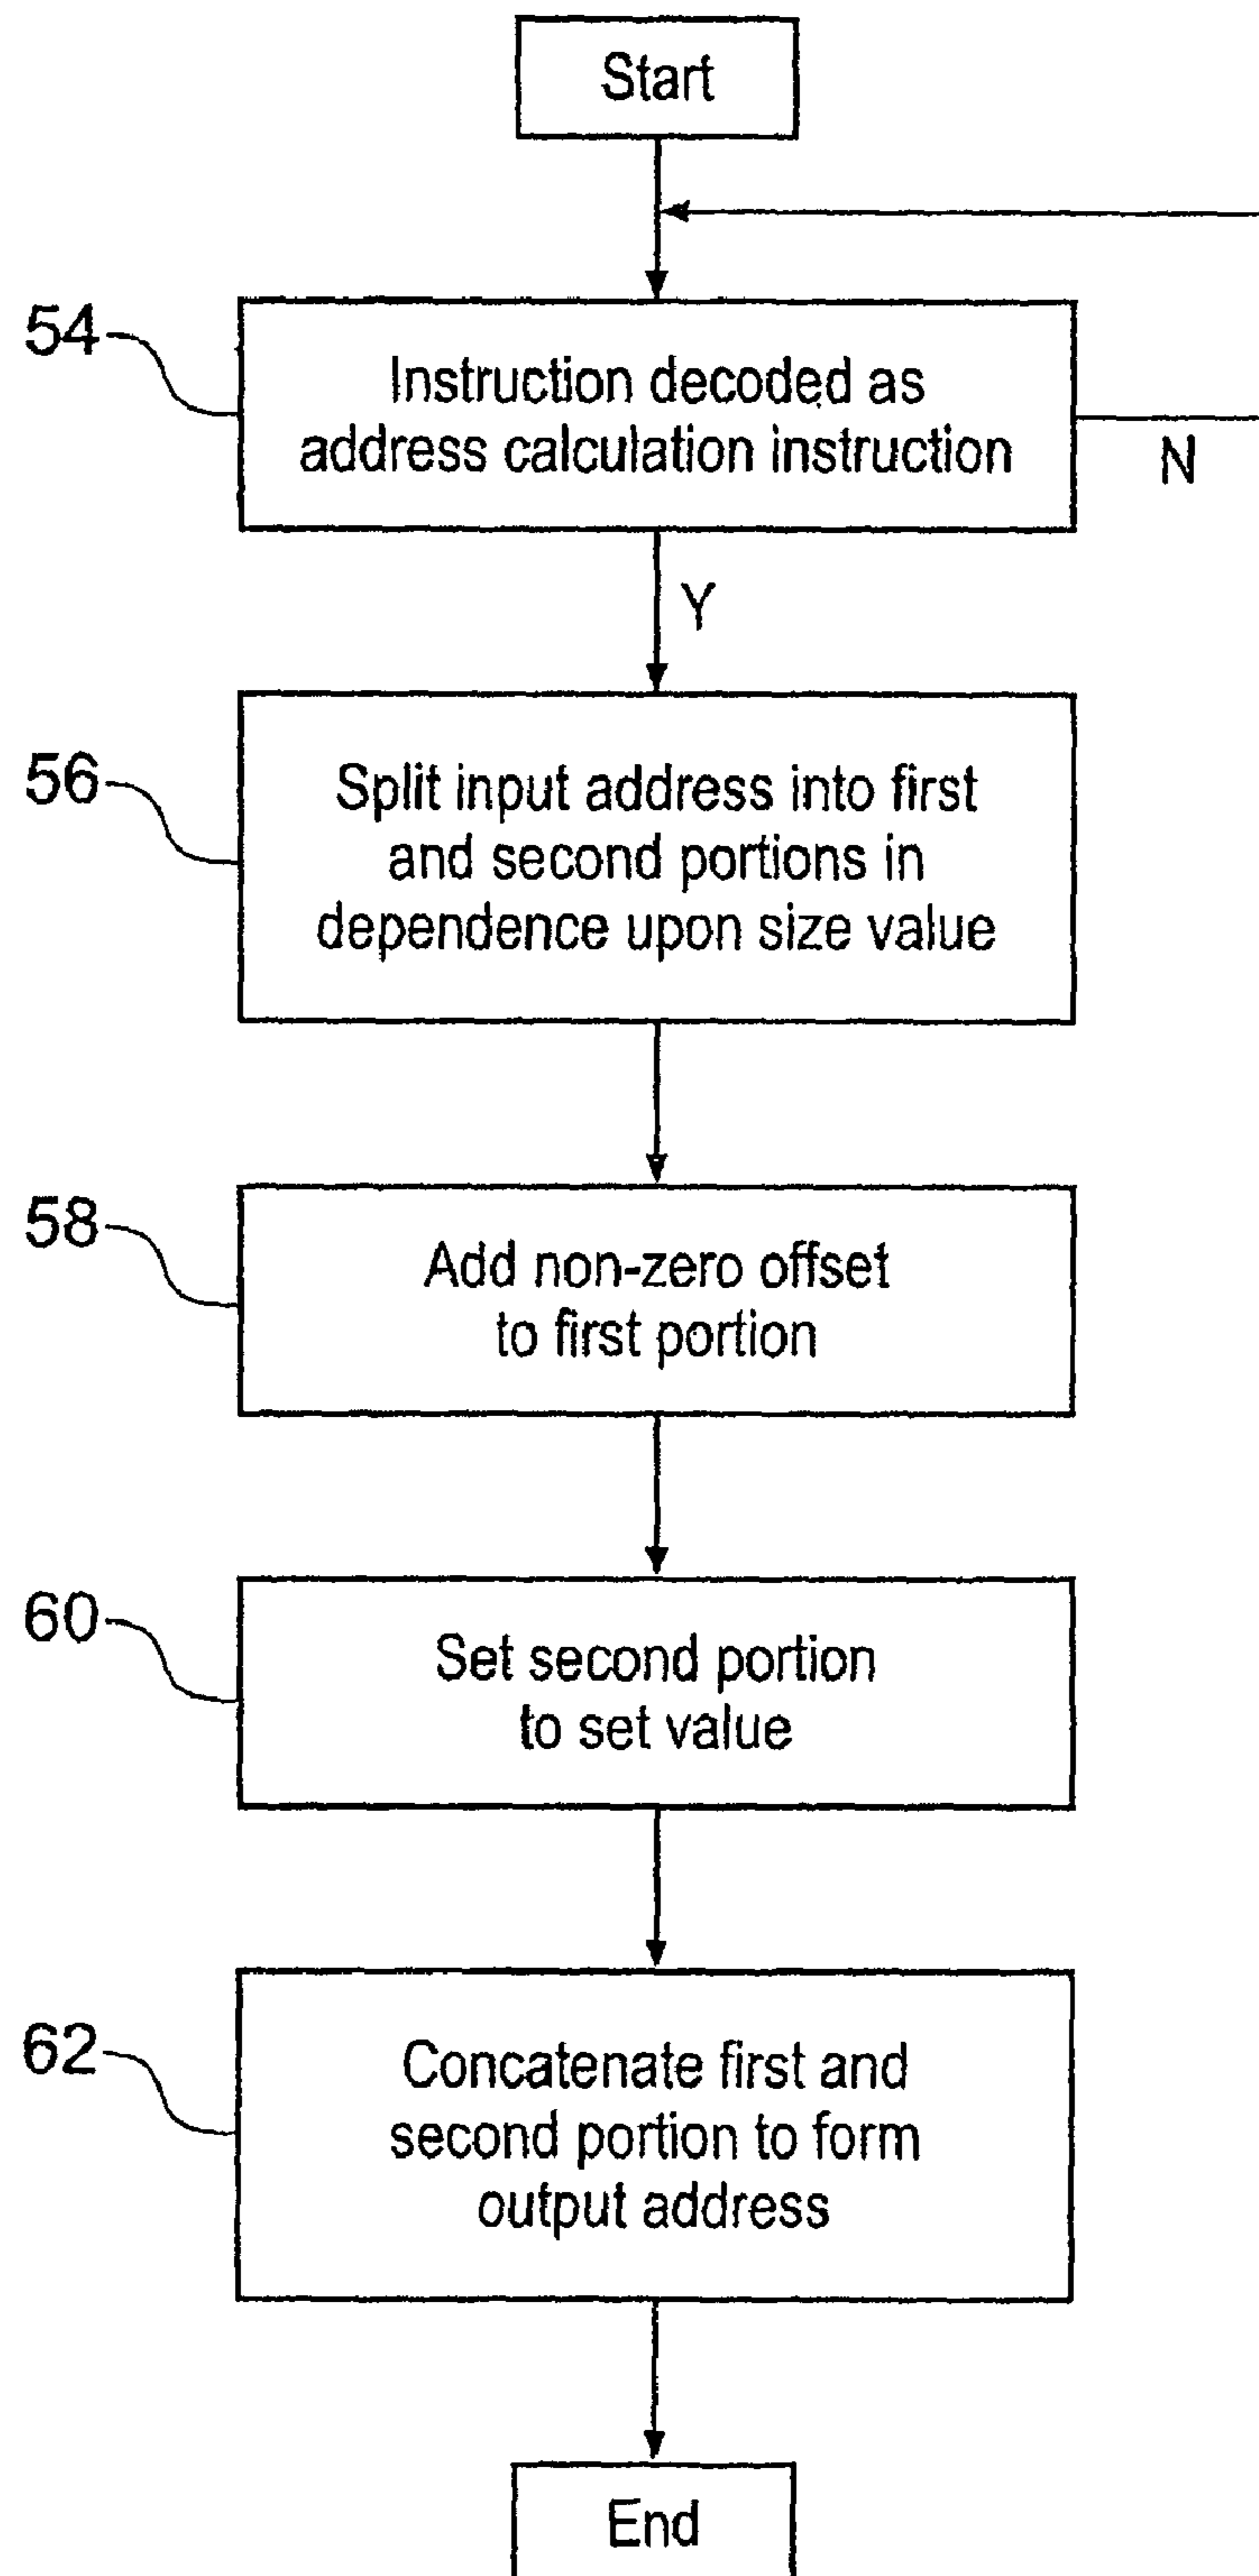 Start
54
Instruction decoded as
address calculation instruction
N
Y
56
Split input address into first
and second portions in
dependence upon size value
58
Add non-zero offset
to first portion
60
Set second portion
to set value
62
Concatenate first and
second portion to form
output address
End